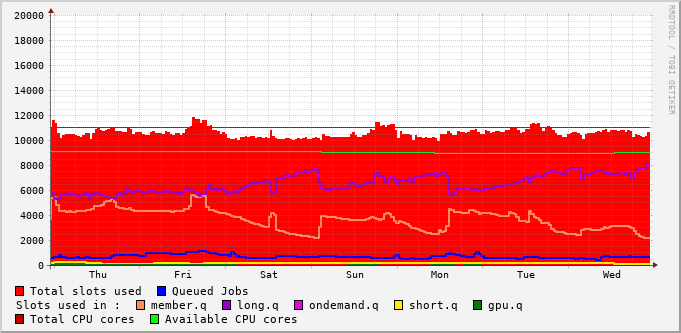 20000
18000
16000
14000
12000
10000
8000
6000
4000
2000
0
Thu Fri Sat Sun Mon Tue Wed
Total slots used Queued Jobs
Slots used in : member.q long.q ondemand.q short.q gpu.q
Total CPU cores Available CPU cores
RRDTOOL / TOBI OETIKER